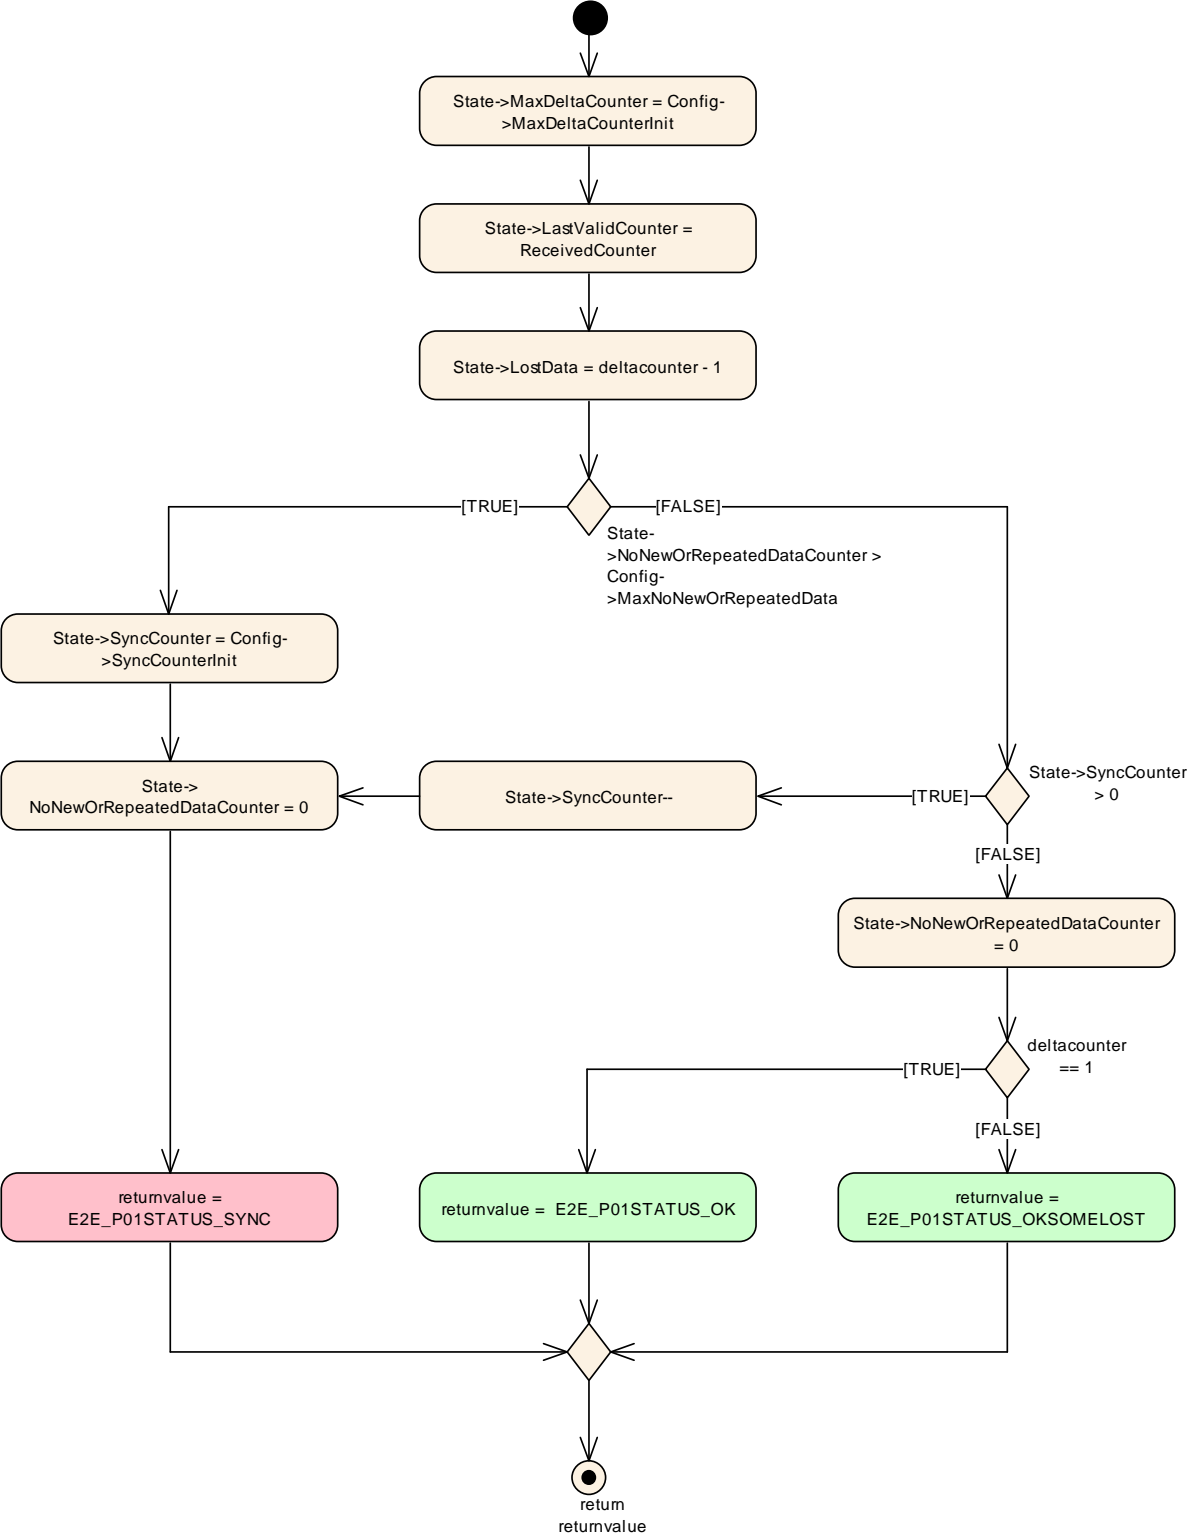 State->MaxDeltaCounter = Config-
>MaxDeltaCounterInit
State->LastValidCounter =
ReceivedCounter
State->LostData = deltacounter - 1
[TRUE]
[FALSE]
State-
>NoNewOrRepeatedDataCounter >
Config-
>MaxNoNewOrRepeatedData
State->SyncCounter = Config-
>SyncCounterInit
State->
NoNewOrRepeatedDataCounter = 0
State->SyncCounter--
[TRUE]
State->SyncCounter
> 0
[FALSE]
State->NoNewOrRepeatedDataCounter
= 0
[TRUE]
deltacounter
== 1
[FALSE]
returnvalue =
E2E_P01STATUS_SYNC
returnvalue =  E2E_P01STATUS_OK
returnvalue =
E2E_P01STATUS_OKSOMELOST
return
returnvalue